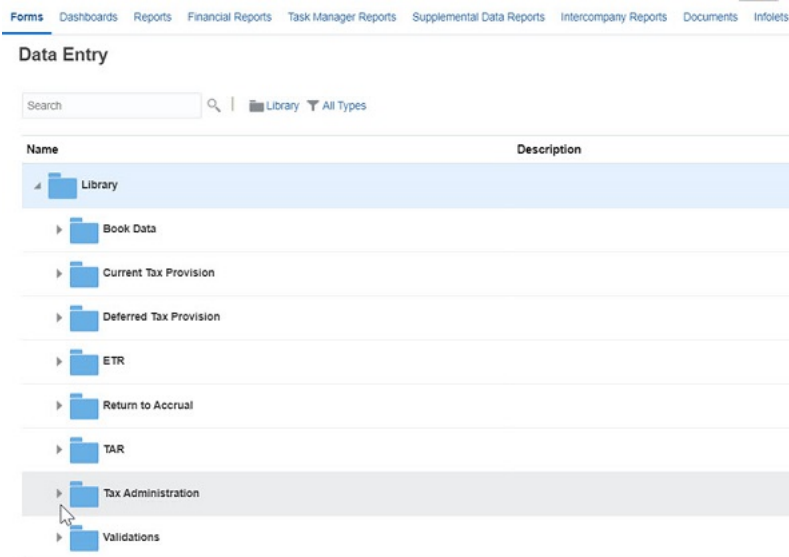 Forms Dashboards Reports Financial Reports Task Manager Reports Supplemental Data Reports Intercompany Reports Documents Infolets
Data Entry
Search Library All Types
Name Description
Library
Book Data
Current Tax Provision
Deferred Tax Provision
ETR
Return to Accrual
TAR
Tax Administration
Validations